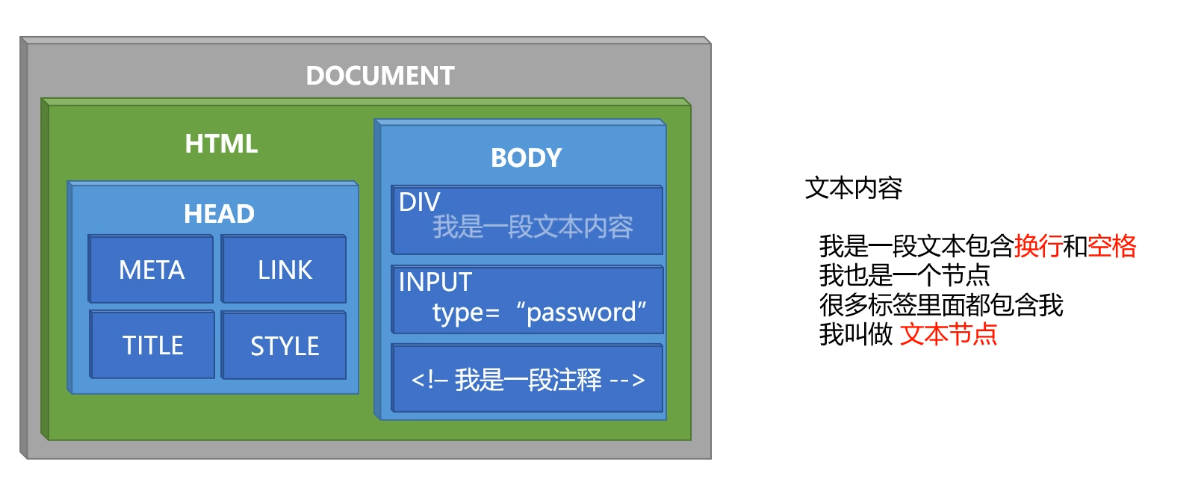 DOCUMENT
HTML
HEAD
META
LINK
TITLE
STYLE
BODY
DIV
我是一段文本内容
INPUT
type= “password”
<!– 我是一段注释 -->
文本内容
我是一段文本包含换行和空格
我也是一个节点
很多标签里面都包含我
我叫做 文本节点